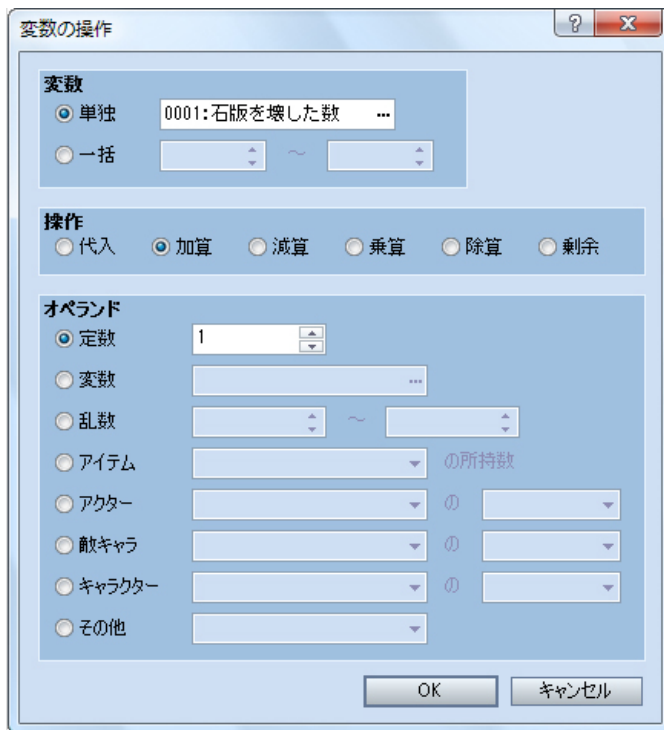 変数の操作
変数
単独 0001:石版を壊した数 ...
一括 ～
操作
代入 加算 減算 乗算 除算 剰余
オペランド
定数 1
変数 ...
乱数 ～
アイテム の所持数
アクター の
敵キャラ の
キャラクター の
その他
OK キャンセル